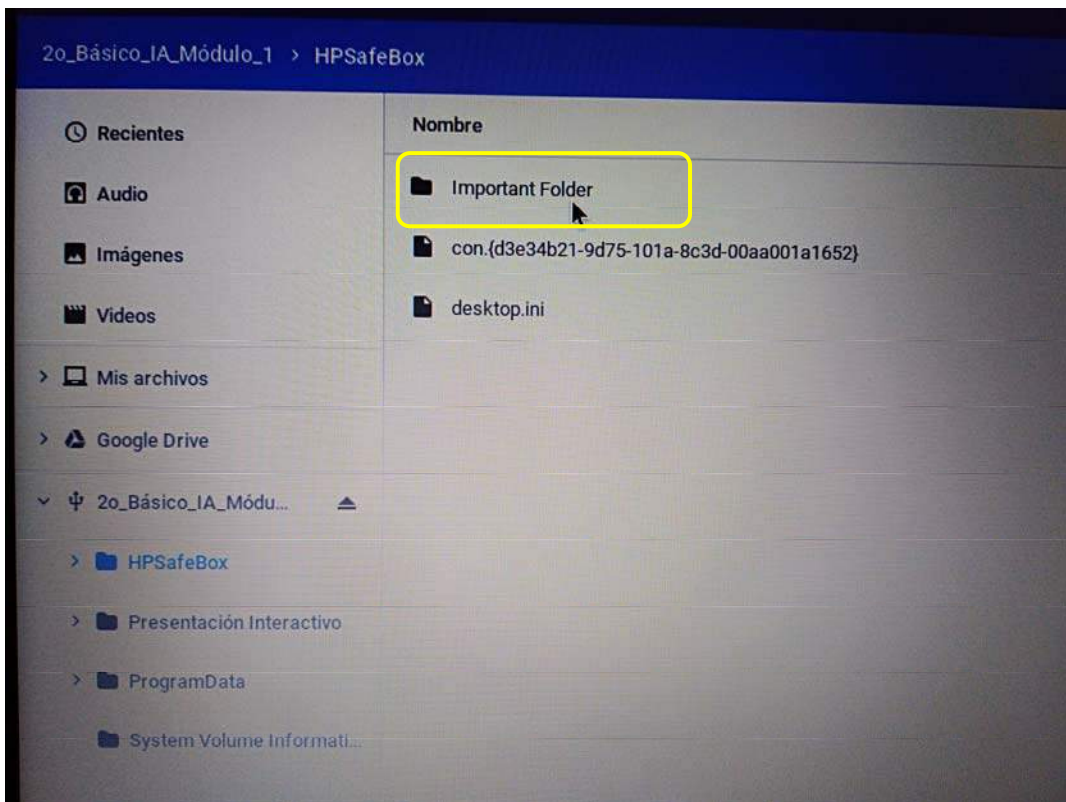 2o_Básico_IA_Módulo_1 > HPSafeBox
Recientes
Audio
Imágenes
Videos
Mis archivos
Google Drive
2o_Básico_IA_Módu...
HPSafeBox
Presentación Interactivo
ProgramData
System Volume Informati...
Nombre
Important Folder
con.{d3e34b21-9d75-101a-8c3d-00aa001a1652}
desktop.ini